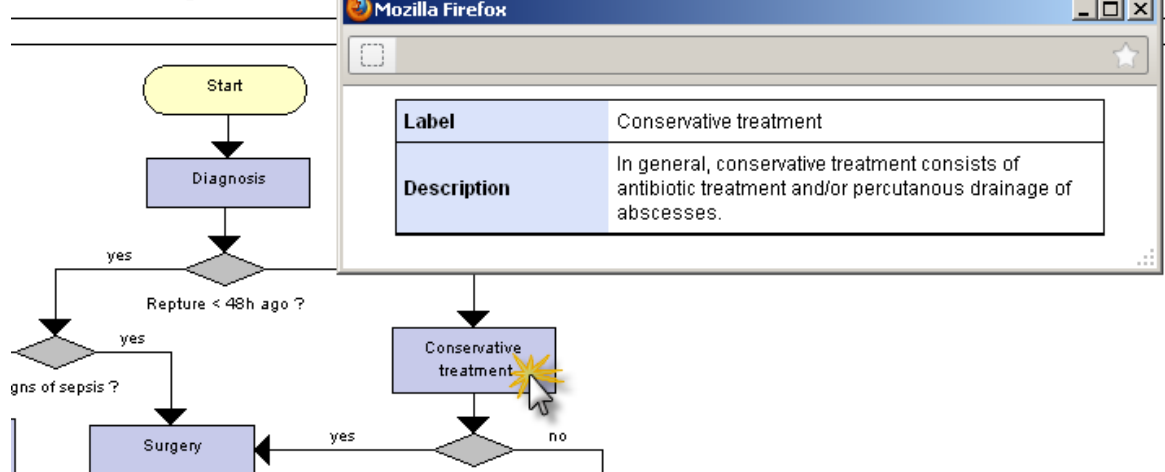 Mozilla Firefox
Label Conservative treatment
Description In general, conservative treatment consists of
antibiotic treatment and/or percutanous drainage of
abscesses.
Start
Diagnosis
yes
Repture < 48h ago ?
yes
gns of sepsis ?
Conservative
treatment
Surgery
yes
no